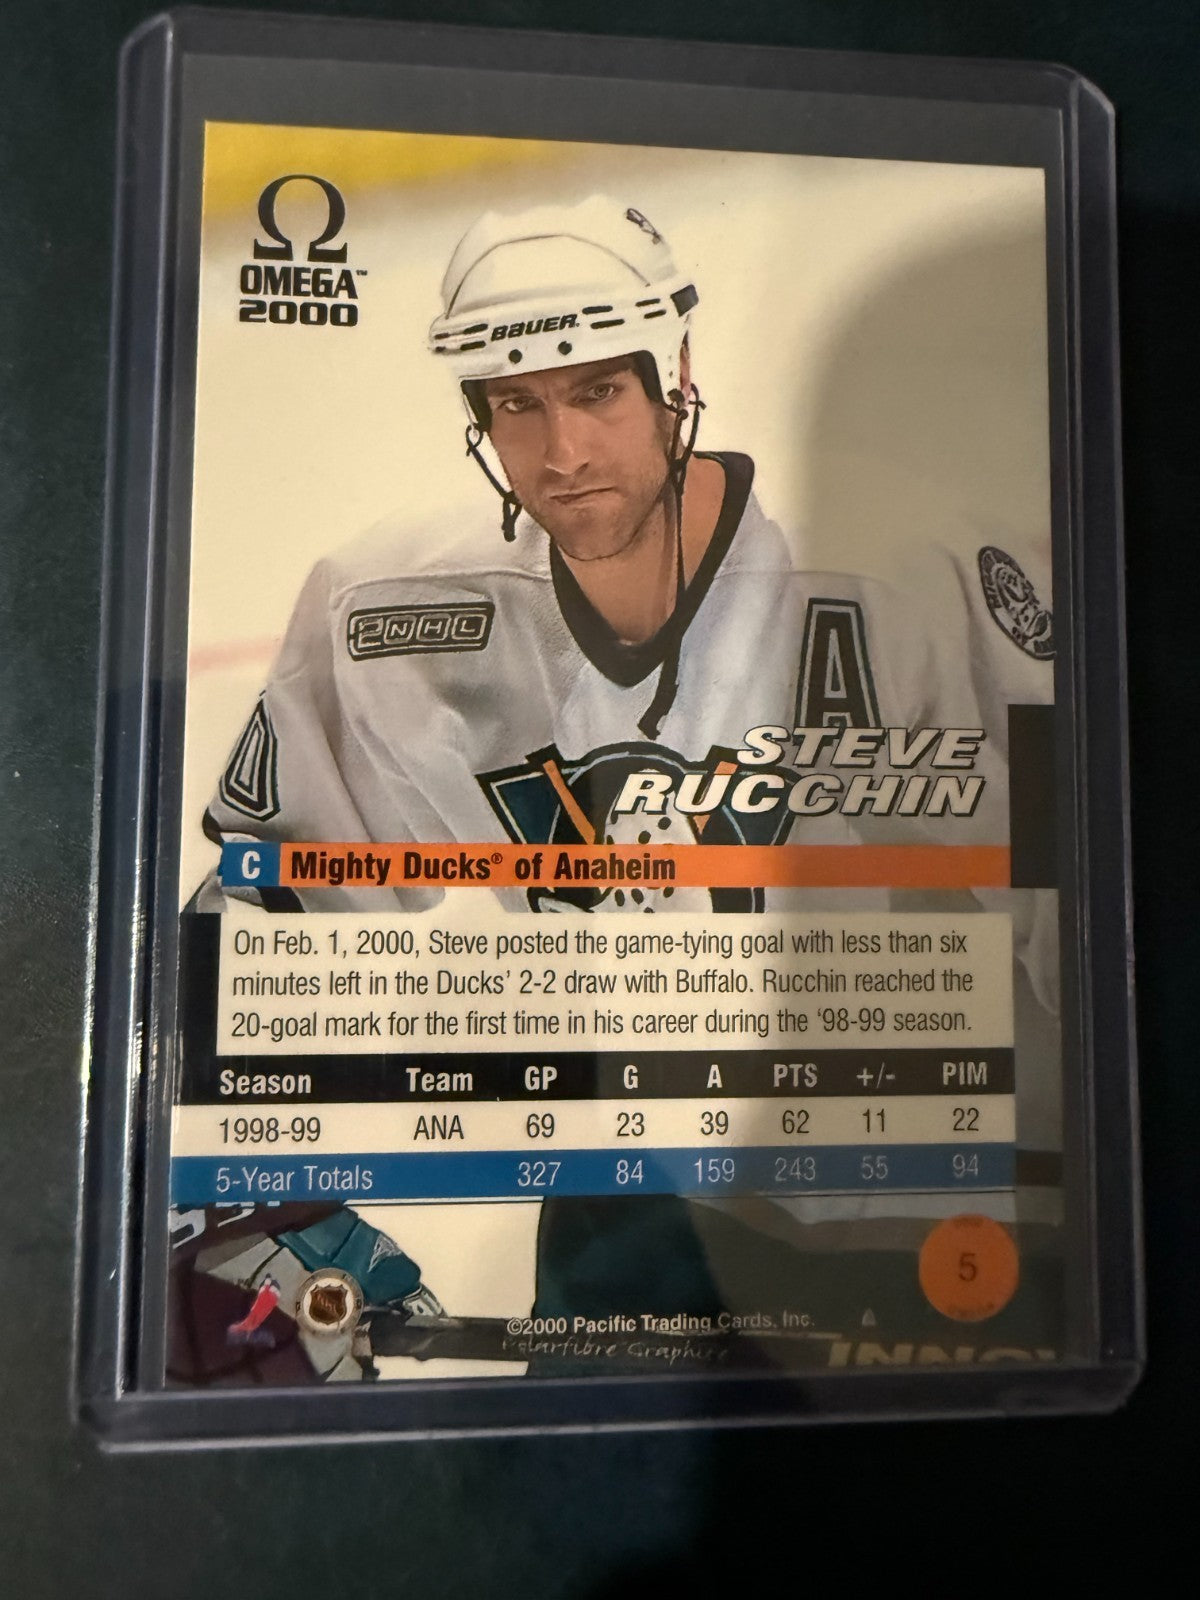 Ω
OMEGA™
2000
BAUER
2NHL
A
STEVE
RUCCHIN
C Mighty Ducks® of Anaheim
On Feb. 1, 2000, Steve posted the game-tying goal with less than six
minutes left in the Ducks' 2-2 draw with Buffalo. Rucchin reached the
20-goal mark for the first time in his career during the '98-99 season.
Season Team GP G A PTS +/- PIM
1998-99 ANA 69 23 39 62 11 22
5-Year Totals 327 84 159 243 55 94
5
NHL
©2000 Pacific Trading Cards, Inc.
Graphite